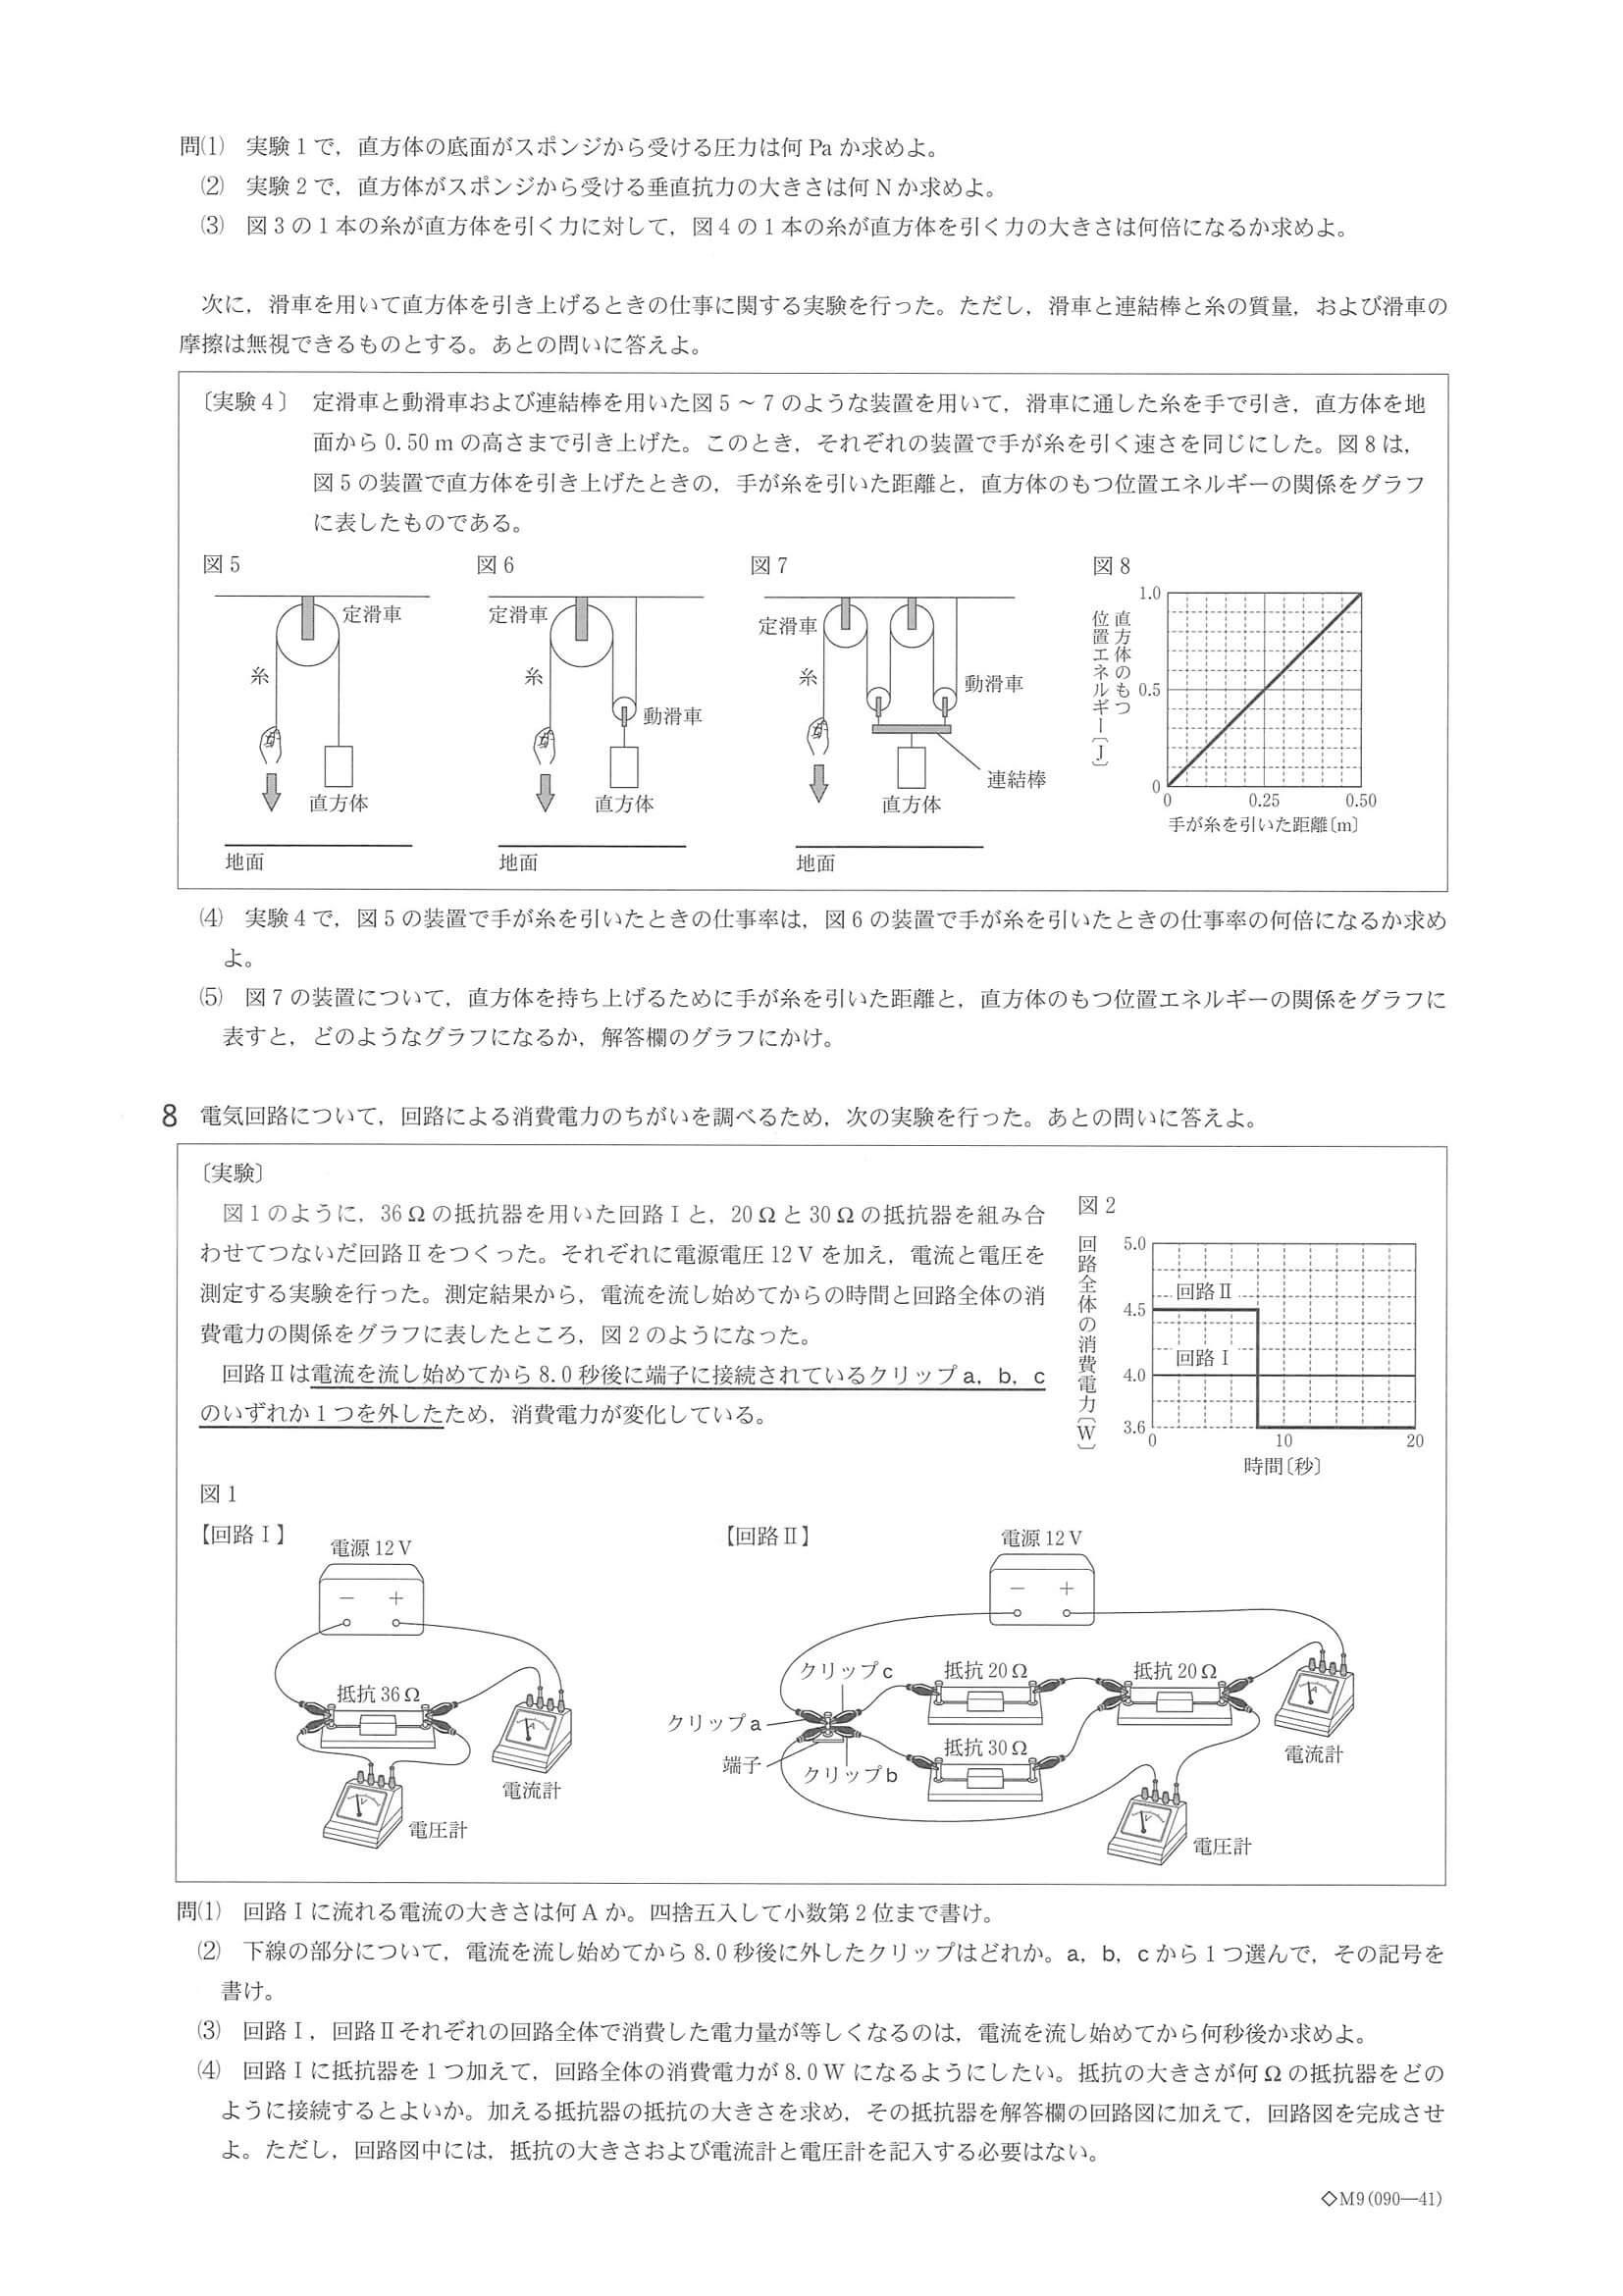 問⑴　実験1で，直方体の底面がスポンジから受ける圧力は何 Pa か求めよ。
⑵　実験2で，直方体がスポンジから受ける垂直抗力の大きさは何 N か求めよ。
⑶　図3の1本の糸が直方体を引く力に対して，図4の1本の糸が直方体を引く力の大きさは何倍になるか求めよ。
次に，滑車を用いて直方体を引き上げるときの仕事に関する実験を行った。ただし，滑車と連結棒と糸の質量，および滑車の
摩擦は無視できるものとする。あとの問いに答えよ。
〔実験4〕　定滑車と動滑車および連結棒を用いた図5～7のような装置を用いて，滑車に通した糸を手で引き，直方体を地
面から 0.50 m の高さまで引き上げた。このとき，それぞれの装置で手が糸を引く速さを同じにした。図8は，
図5の装置で直方体を引き上げたときの，手が糸を引いた距離と，直方体のもつ位置エネルギーの関係をグラフ
に表したものである。
図5
定滑車
糸
直方体
地面
図6
定滑車
糸
動滑車
直方体
地面
図7
定滑車
糸
動滑車
連結棒
直方体
地面
図8
直方体のもつ
位置エネルギー〔J〕
1.0
0.5
0
0
0.25
0.50
手が糸を引いた距離〔m〕
⑷　実験4で，図5の装置で手が糸を引いたときの仕事率は，図6の装置で手が糸を引いたときの仕事率の何倍になるか求め
よ。
⑸　図7の装置について，直方体を持ち上げるために手が糸を引いた距離と，直方体のもつ位置エネルギーの関係をグラフに
表すと，どのようなグラフになるか，解答欄のグラフにかけ。
8　電気回路について，回路による消費電力のちがいを調べるため，次の実験を行った。あとの問いに答えよ。
〔実験〕
図1のように，36 Ω の抵抗器を用いた回路Ⅰと，20 Ω と 30 Ω の抵抗器を組み合
わせてつないだ回路Ⅱをつくった。それぞれに電源電圧 12 V を加え，電流と電圧を
測定する実験を行った。測定結果から，電流を流し始めてからの時間と回路全体の消
費電力の関係をグラフに表したところ，図2のようになった。
回路Ⅱは電流を流し始めてから 8.0 秒後に端子に接続されているクリップ a，b，c
のいずれか1つを外したため，消費電力が変化している。
図2
回路全体の消費電力〔W〕
5.0
4.5
4.0
3.6
回路Ⅱ
回路Ⅰ
0
10
20
時間〔秒〕
図1
【回路Ⅰ】
電源 12 V
－　＋
抵抗 36 Ω
A
電流計
V
電圧計
【回路Ⅱ】
電源 12 V
－　＋
クリップ c
クリップ a
端子
クリップ b
抵抗 20 Ω
抵抗 30 Ω
抵抗 20 Ω
A
電流計
V
電圧計
問⑴　回路Ⅰに流れる電流の大きさは何 A か。四捨五入して小数第2位まで書け。
⑵　下線の部分について，電流を流し始めてから 8.0 秒後に外したクリップはどれか。a，b，c から1つ選んで，その記号を
書け。
⑶　回路Ⅰ，回路Ⅱそれぞれの回路全体で消費した電力量が等しくなるのは，電流を流し始めてから何秒後か求めよ。
⑷　回路Ⅰに抵抗器を1つ加えて，回路全体の消費電力が 8.0 W になるようにしたい。抵抗の大きさが何 Ω の抵抗器をどの
ように接続するとよいか。加える抵抗器の抵抗の大きさを求め，その抵抗器を解答欄の回路図に加えて，回路図を完成させ
よ。ただし，回路図中には，抵抗の大きさおよび電流計と電圧計を記入する必要はない。
◇M9(090―41)